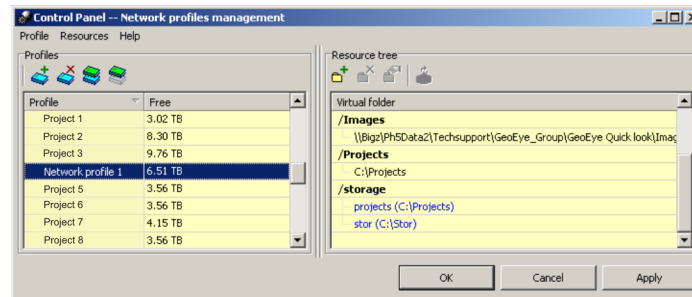 Control Panel -- Network profiles management
Profile Resources Help
Profiles
Profile Free
Project 1 3.02 TB
Project 2 8.30 TB
Project 3 9.76 TB
Network profile 1 6.51 TB
Project 5 3.56 TB
Project 6 3.56 TB
Project 7 4.15 TB
Project 8 3.56 TB
Resource tree
Virtual folder
/Images
\\Bigz\Ph5Data2\Techsupport\GeoEye_Group\GeoEye Quick look\Imag
/Projects
C:\Projects
/storage
projects (C:\Projects)
stor (C:\Stor)
OK Cancel Apply